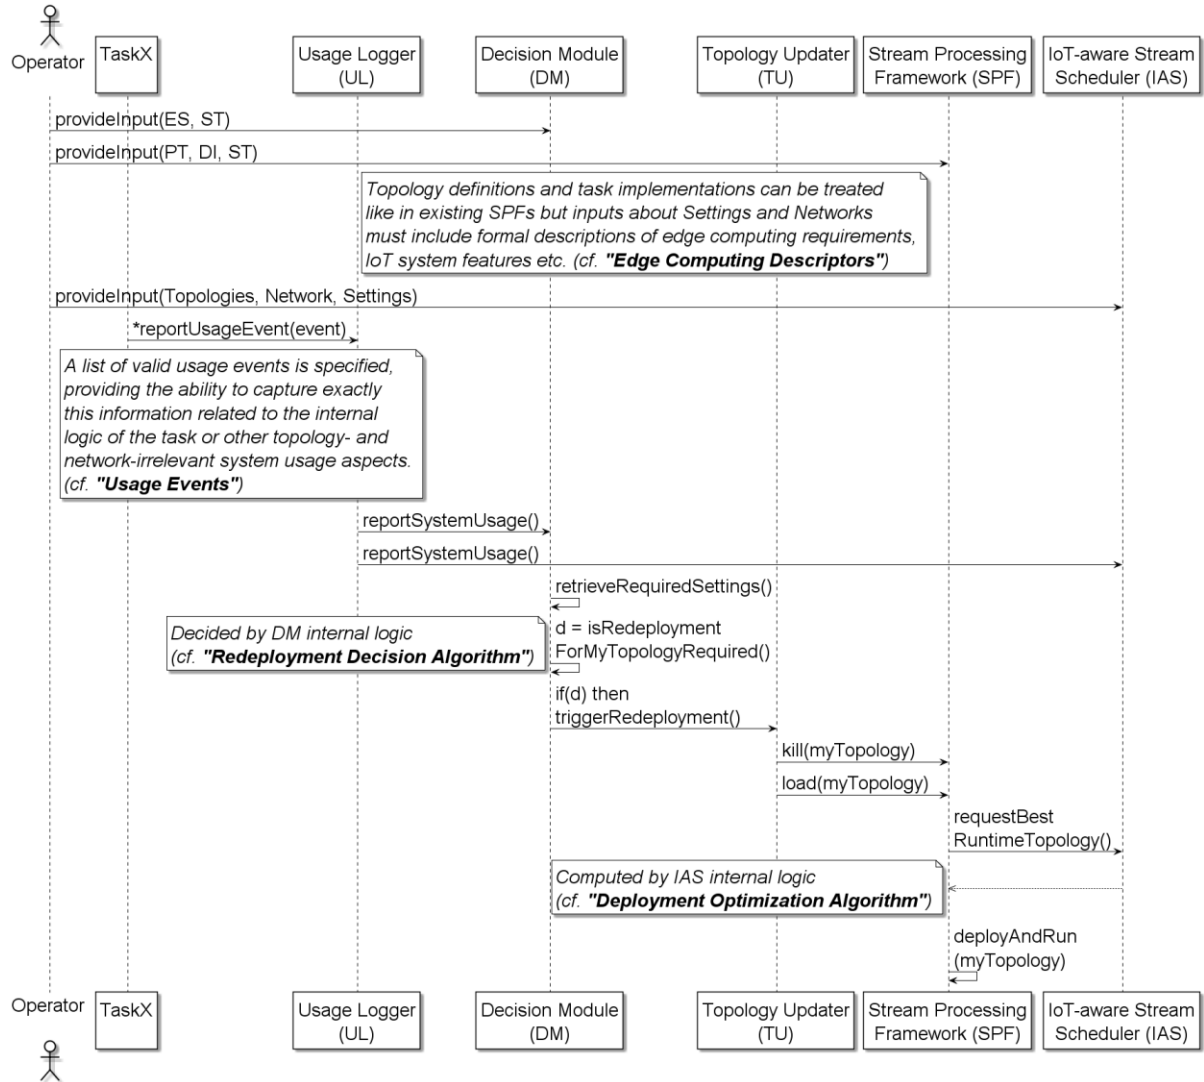 Operator
TaskX
Usage Logger
(UL)
Decision Module
(DM)
Topology Updater
(TU)
Stream Processing
Framework (SPF)
IoT-aware Stream
Scheduler (IAS)
provideInput(ES, ST)
provideInput(PT, DI, ST)
Topology definitions and task implementations can be treated
like in existing SPFs but inputs about Settings and Networks
must include formal descriptions of edge computing requirements,
IoT system features etc. (cf. "Edge Computing Descriptors")
provideInput(Topologies, Network, Settings)
*reportUsageEvent(event)
A list of valid usage events is specified,
providing the ability to capture exactly
this information related to the internal
logic of the task or other topology- and
network-irrelevant system usage aspects.
(cf. "Usage Events")
reportSystemUsage()
reportSystemUsage()
retrieveRequiredSettings()
Decided by DM internal logic
(cf. "Redeployment Decision Algorithm")
d = isRedeployment
ForMyTopologyRequired()
if(d) then
triggerRedeployment()
kill(myTopology)
load(myTopology)
requestBest
RuntimeTopology()
Computed by IAS internal logic
(cf. "Deployment Optimization Algorithm")
deployAndRun
(myTopology)
Operator
TaskX
Usage Logger
(UL)
Decision Module
(DM)
Topology Updater
(TU)
Stream Processing
Framework (SPF)
IoT-aware Stream
Scheduler (IAS)